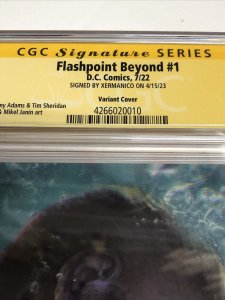 CGC Signature SERIES
Flashpoint Beyond #1
D.C. Comics, 7/22
SIGNED BY XERMANICO ON 4/15/23
Variant Cover
ny Adams & Tim Sheridan
& Mikel Janin art
4266020010